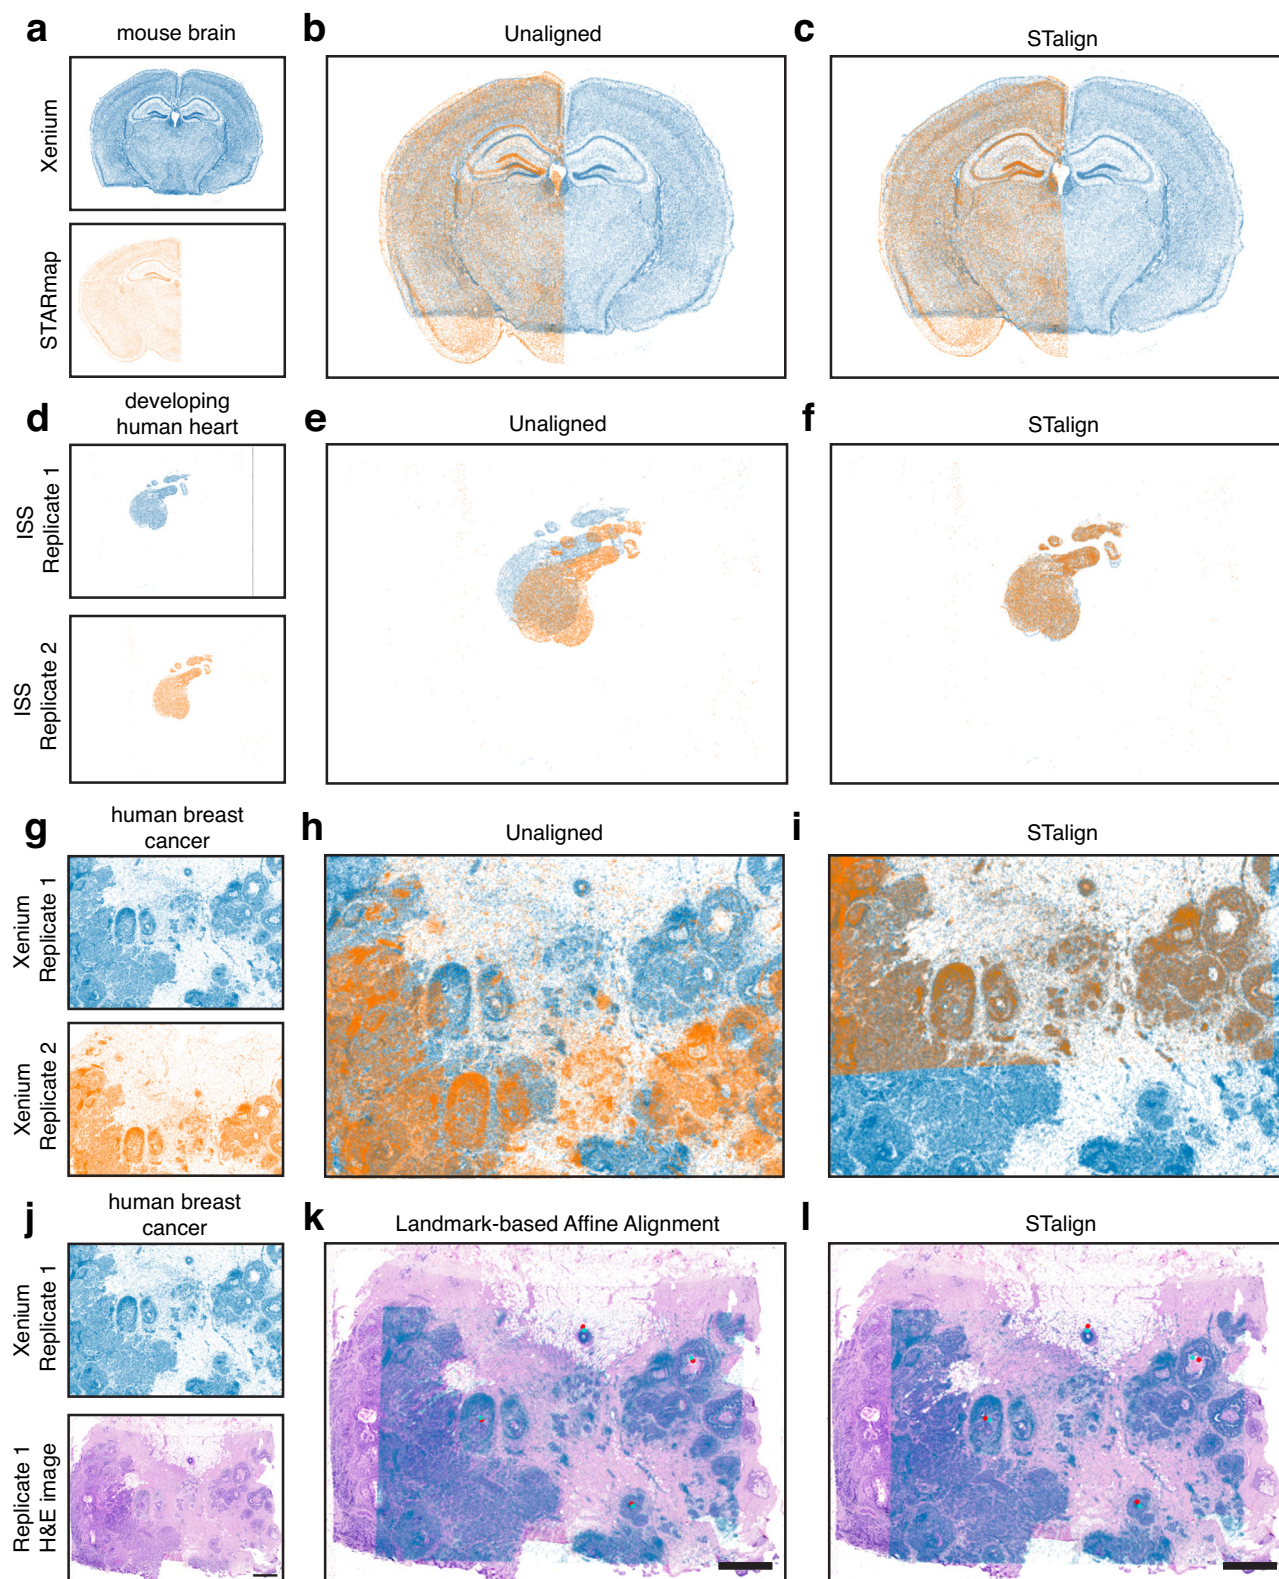 a
mouse brain
b
Unaligned
c
STalign
Xenium
STARmap
d
developing
human heart
e
Unaligned
f
STalign
ISS
Replicate 1
ISS
Replicate 2
g
human breast
cancer
h
Unaligned
i
STalign
Xenium
Replicate 1
Xenium
Replicate 2
j
human breast
cancer
k
Landmark-based Affine Alignment
l
STalign
Xenium
Replicate 1
Replicate 1
H&E image